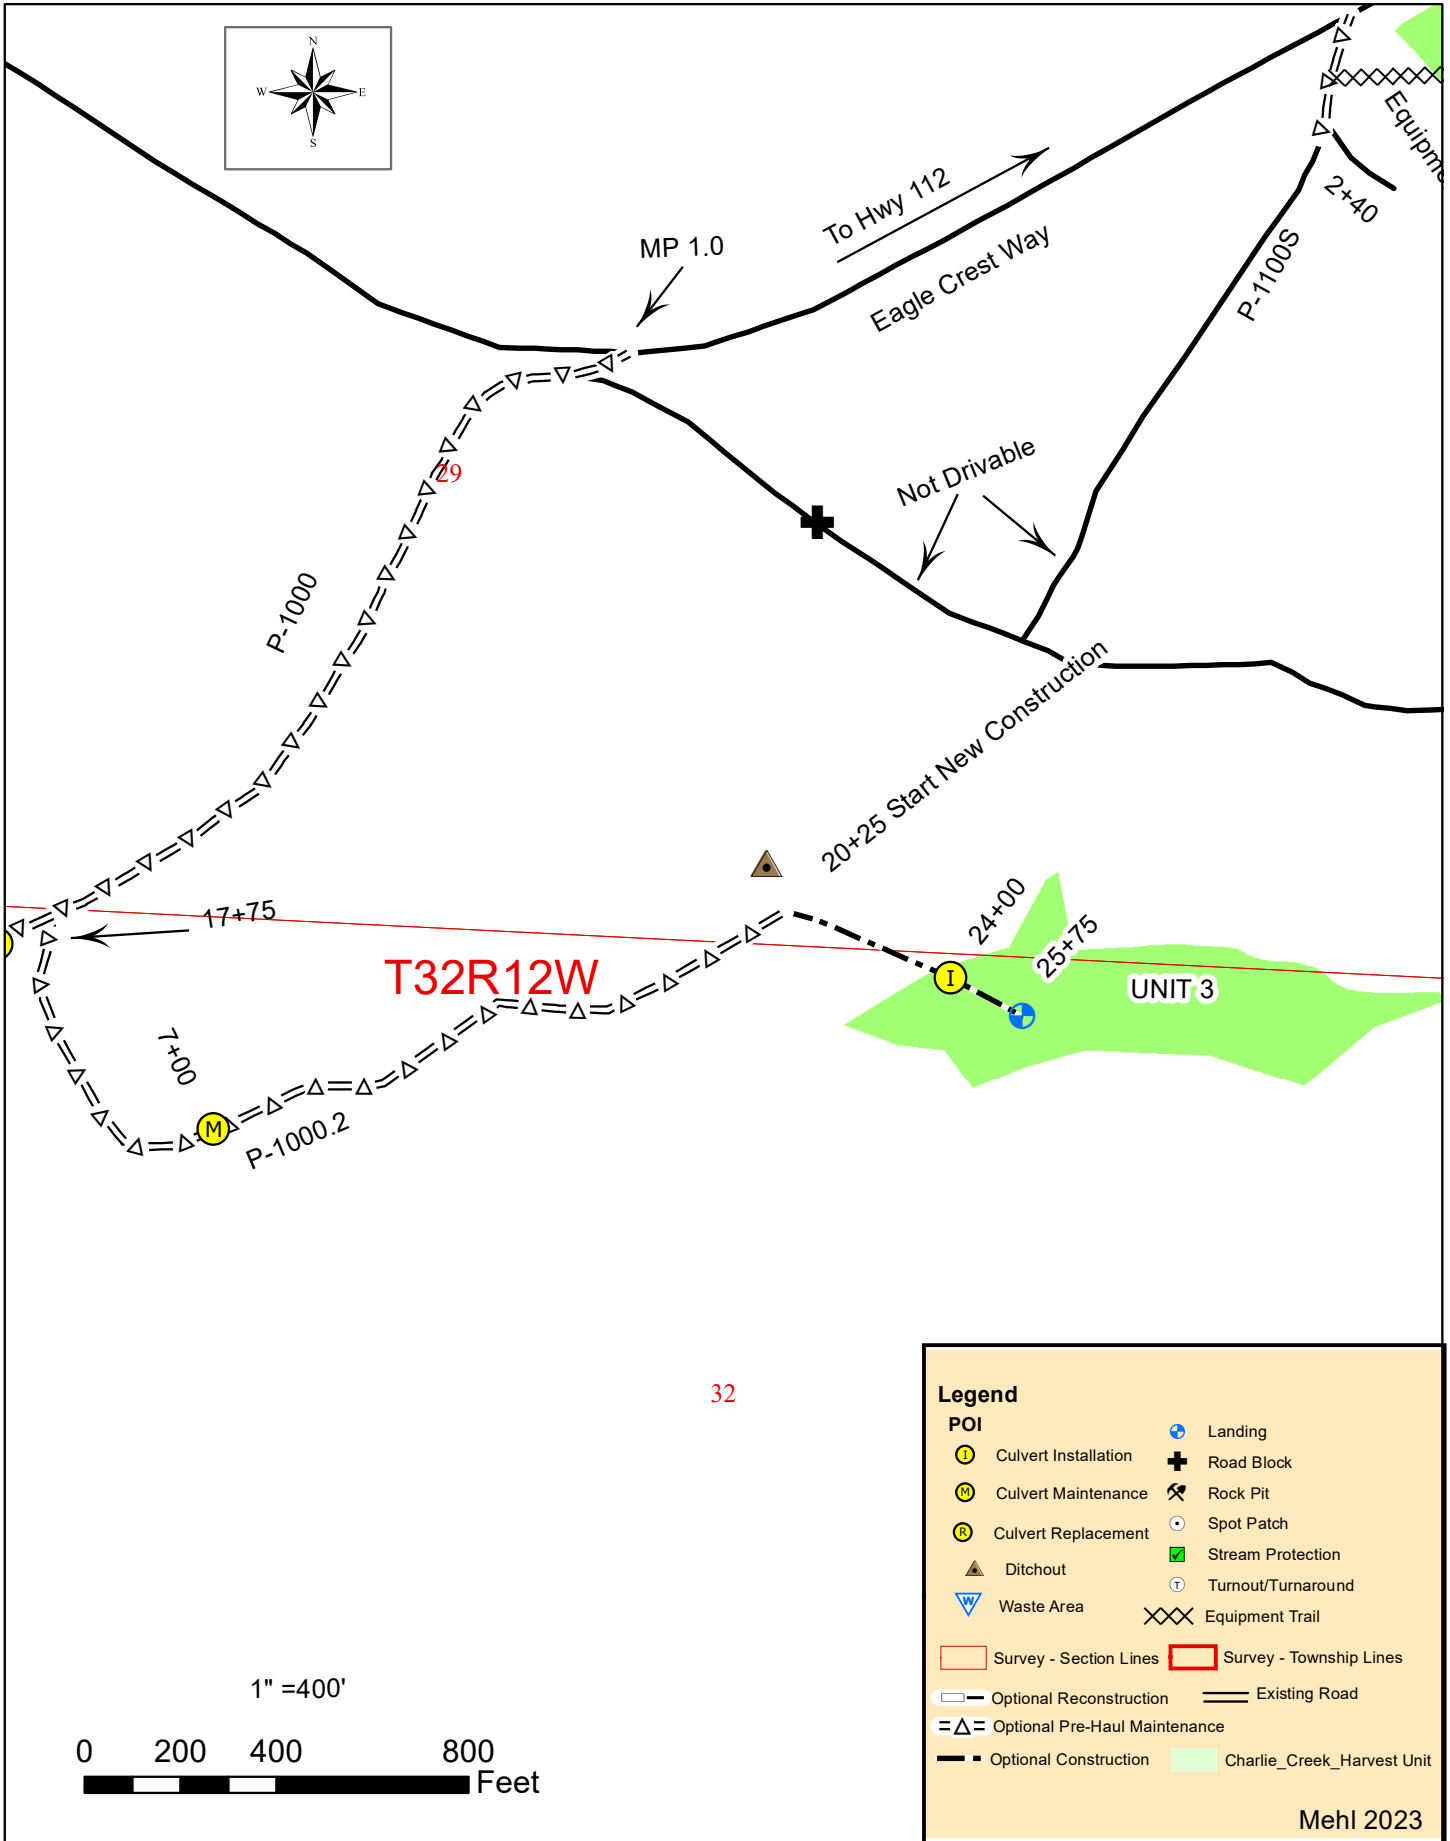 N
W
E
S
To Hwy 112
MP 1.0
Eagle Crest Way
2+40
P-1100S
29
Not Drivable
P-1000
20+25 Start New Construction
17+75
24+00
25+75
T32R12W
UNIT 3
I
7+00
M
P-1000.2
32
Legend
POI
I Culvert Installation
M Culvert Maintenance
R Culvert Replacement
Ditchout
W Waste Area
Landing
Road Block
Rock Pit
Spot Patch
Stream Protection
T Turnout/Turnaround
Equipment Trail
Survey - Section Lines
Survey - Township Lines
Optional Reconstruction
Existing Road
Optional Pre-Haul Maintenance
Optional Construction
Charlie_Creek_Harvest Unit
Mehl 2023
1" =400'
0 200 400 800
Feet